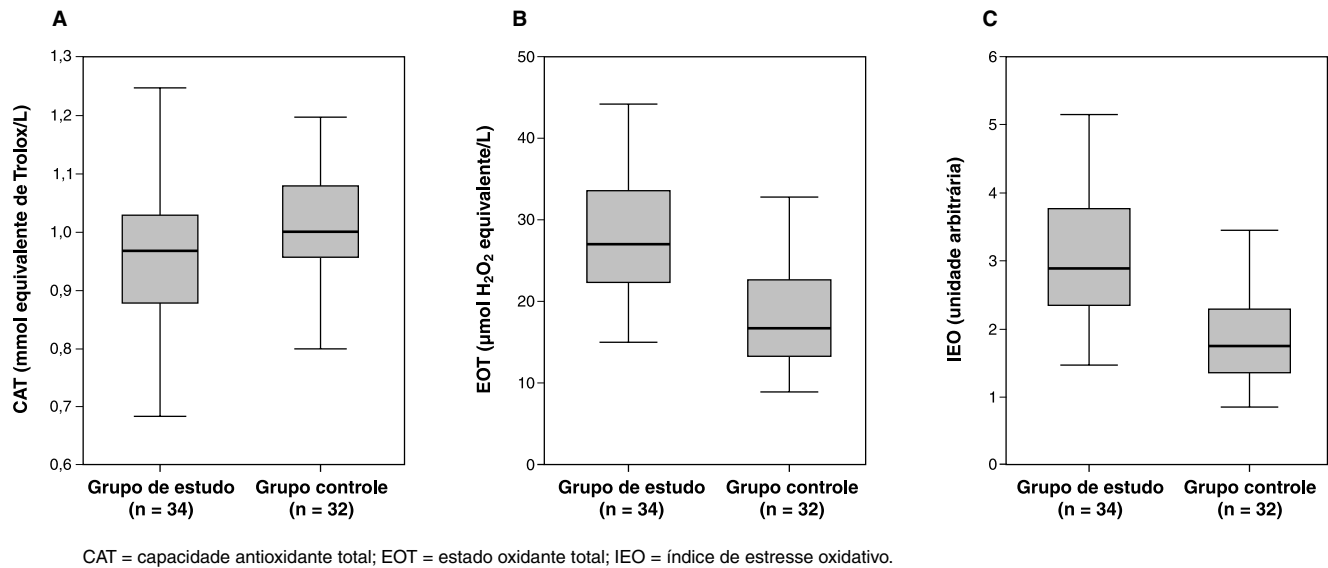 A
CAT (mmol equivalente de Trolox/L)
1,3
1,2
1,1
1,0
0,9
0,8
0,7
0,6
Grupo de estudo
(n = 34)
Grupo controle
(n = 32)
B
EOT (µmol H₂O₂ equivalente/L)
50
40
30
20
10
0
Grupo de estudo
(n = 34)
Grupo controle
(n = 32)
C
IEO (unidade arbitrária)
6
5
4
3
2
1
0
Grupo de estudo
(n = 34)
Grupo controle
(n = 32)
CAT = capacidade antioxidante total; EOT = estado oxidante total; IEO = índice de estresse oxidativo.